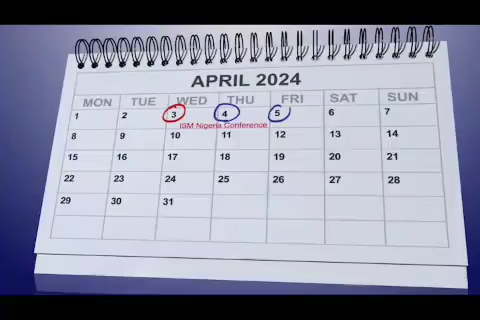 APRIL 2024
MON TUE WED THU FRI SAT SUN
1 2 3 4 5 6 7
ISM Nigeria Conference
8 9 10 11 12 13 14
15 16 17 18 19 20 21
22 23 24 25 26 27 28
29 30 31